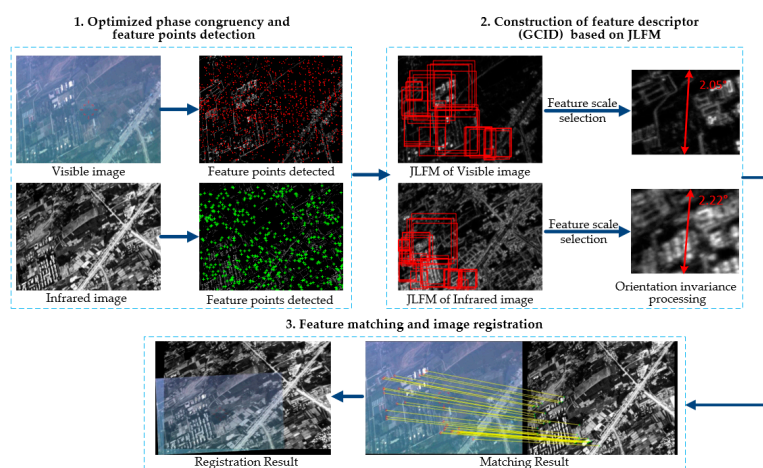 1. Optimized phase congruency and
feature points detection
Visible image
Feature points detected
Infrared image
Feature points detected
2. Construction of feature descriptor
(GCID) based on JLFM
JLFM of Visible image
Feature scale
selection
2.05°
JLFM of Infrared image
Feature scale
selection
2.22°
Orientation invariance
processing
3. Feature matching and image registration
Registration Result
Matching Result